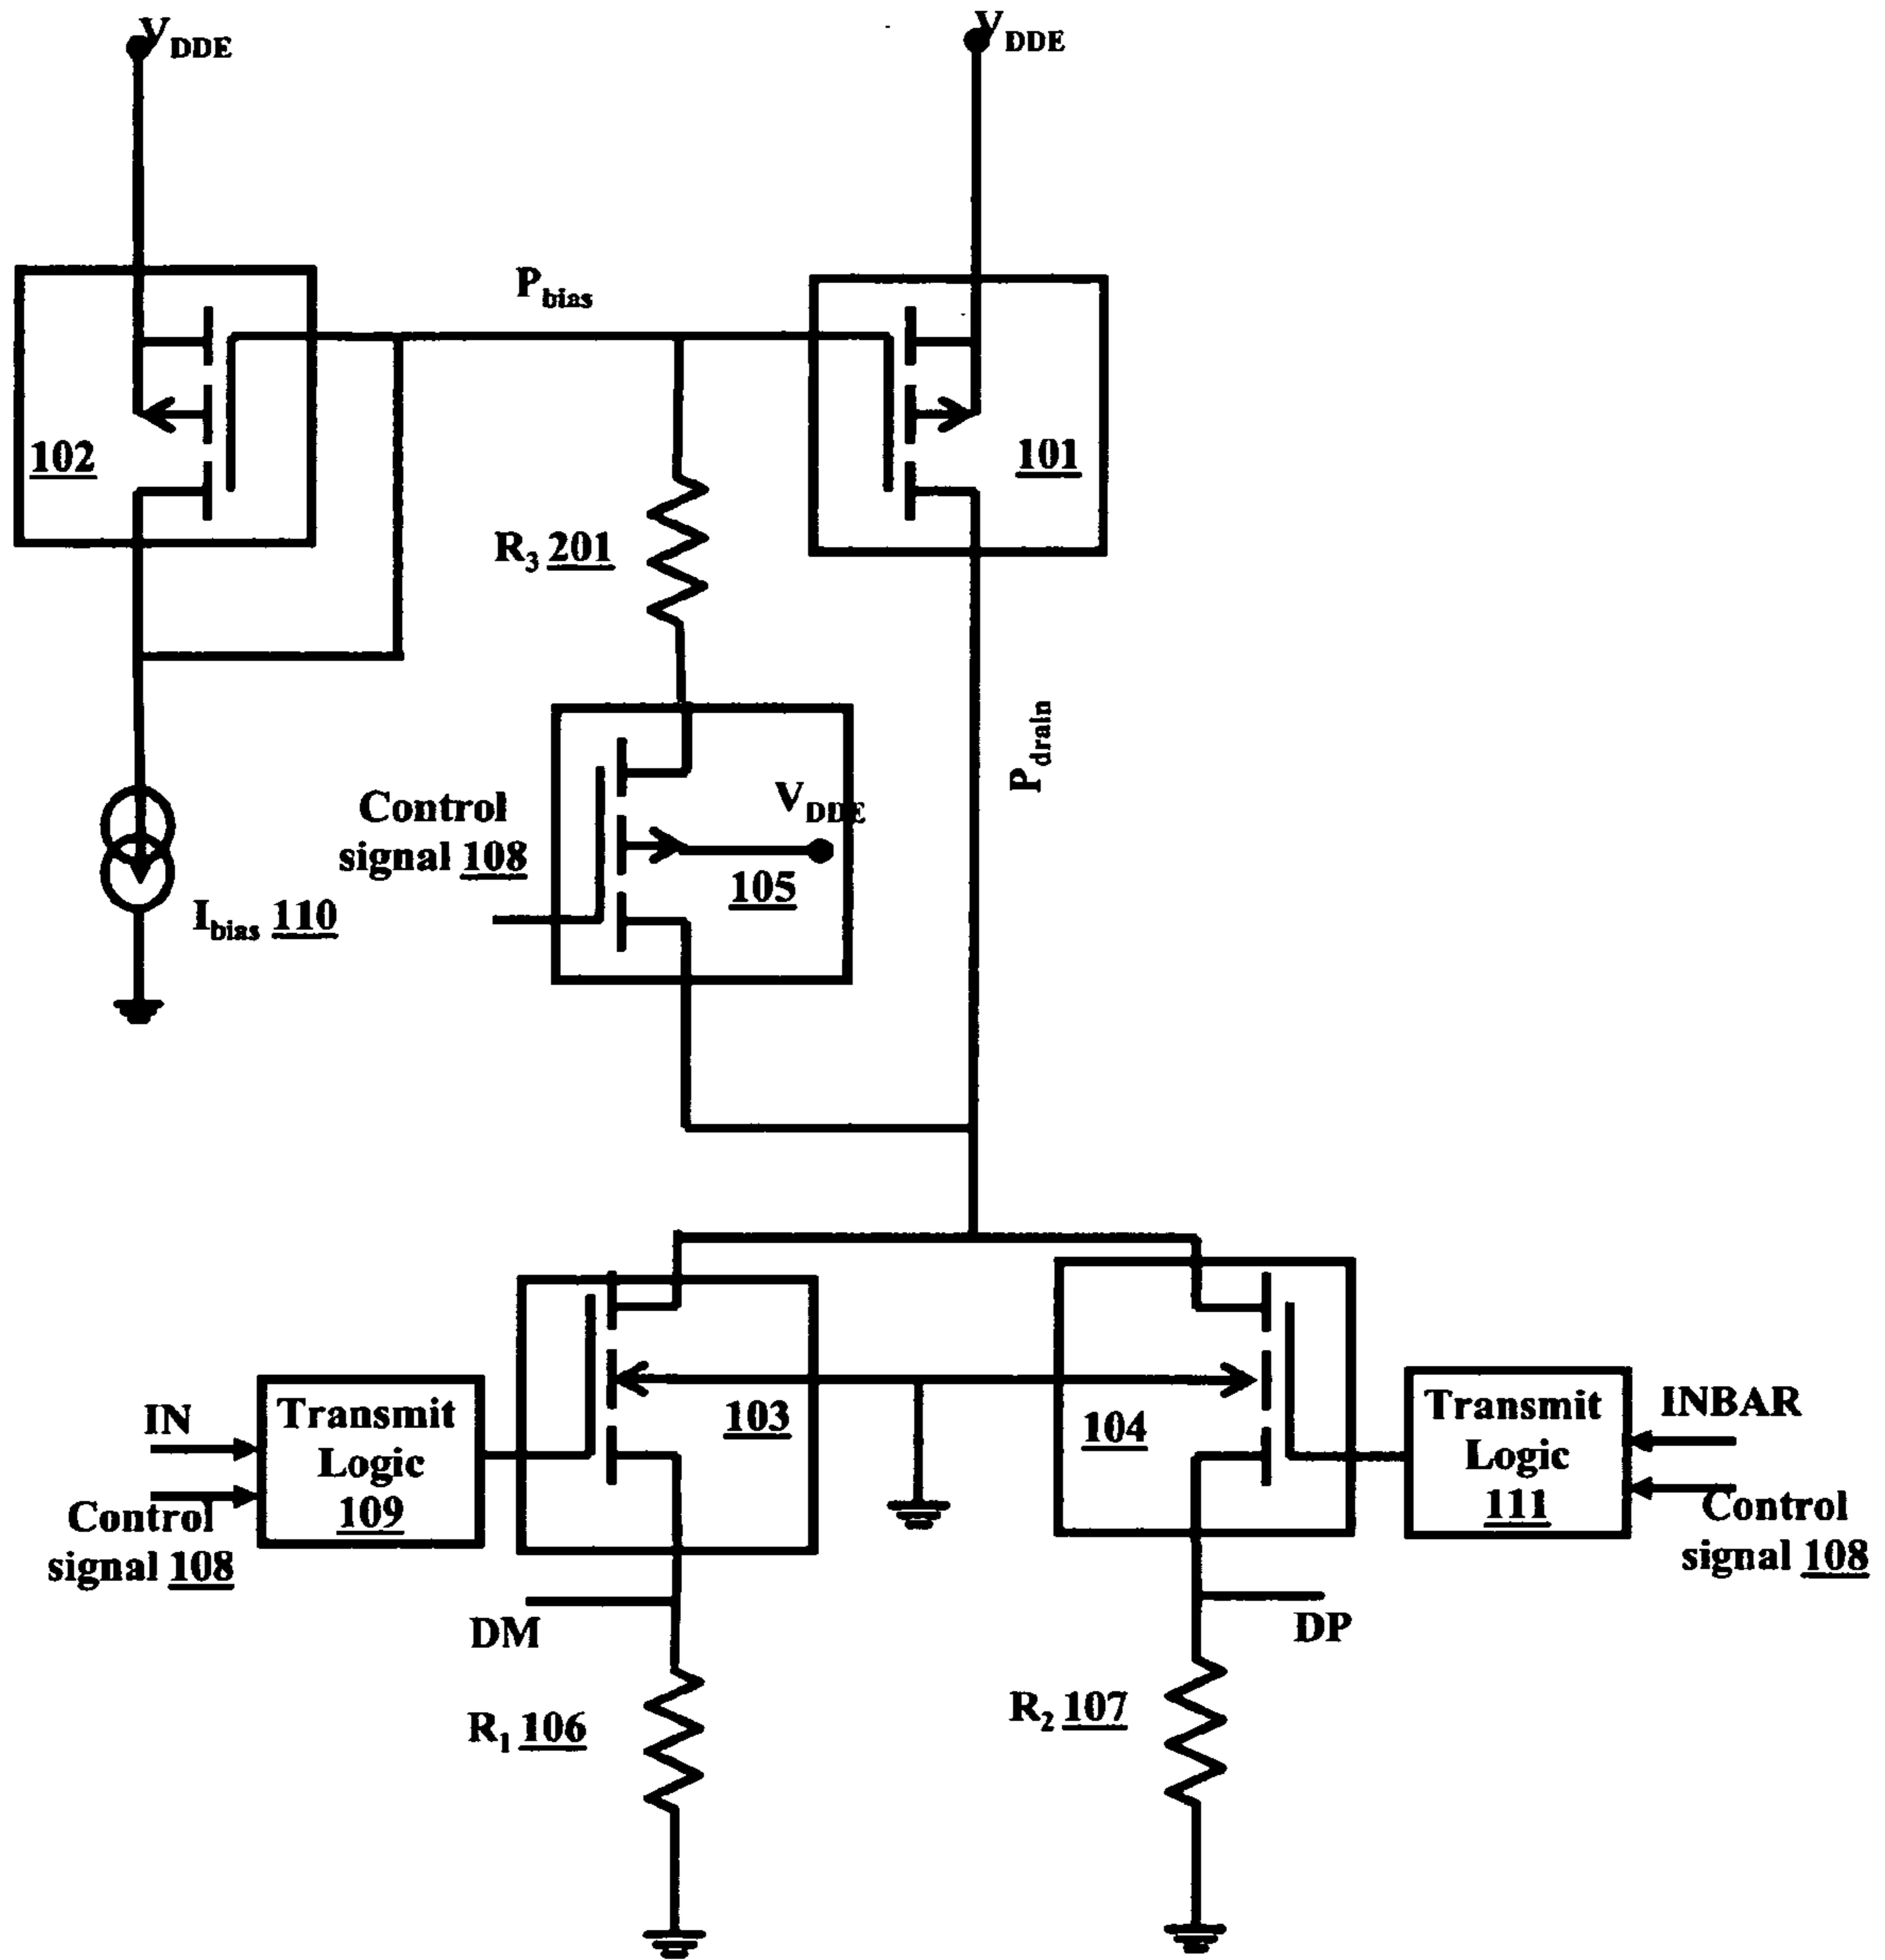 VDDE
VDDE
Pbias
102
101
R3 201
Pdrain
Control
signal 108
VDDE
105
Ibias 110
IN
Transmit
Logic
109
Control
signal 108
103
104
Transmit
Logic
111
INBAR
Control
signal 108
DM
DP
R1 106
R2 107